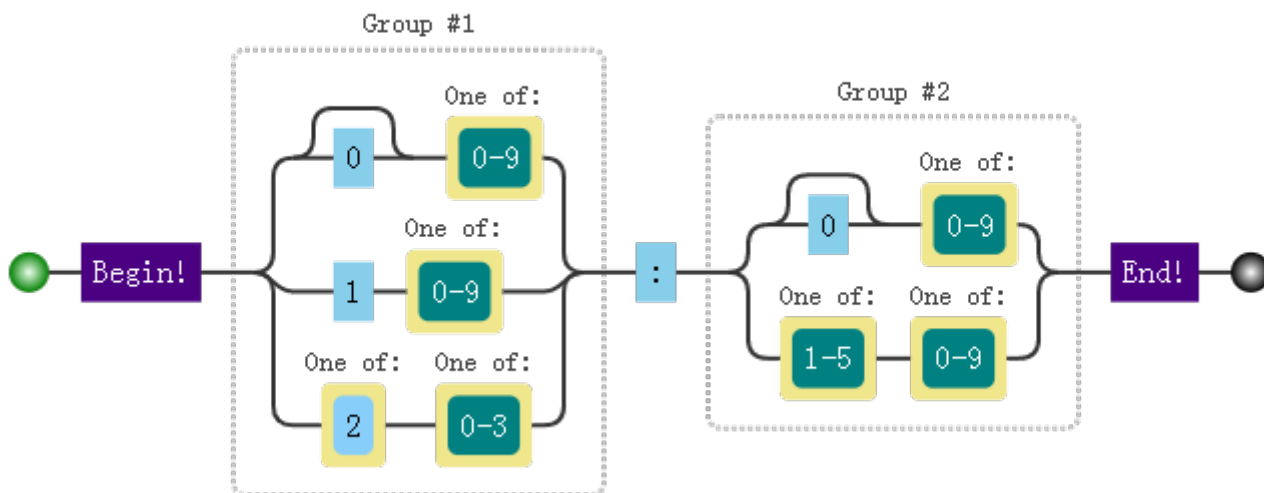 Group #1
One of:
0 0-9
One of:
1 0-9
One of: One of:
2 0-3
Begin!
:
Group #2
One of:
0 0-9
One of: One of:
1-5 0-9
End!